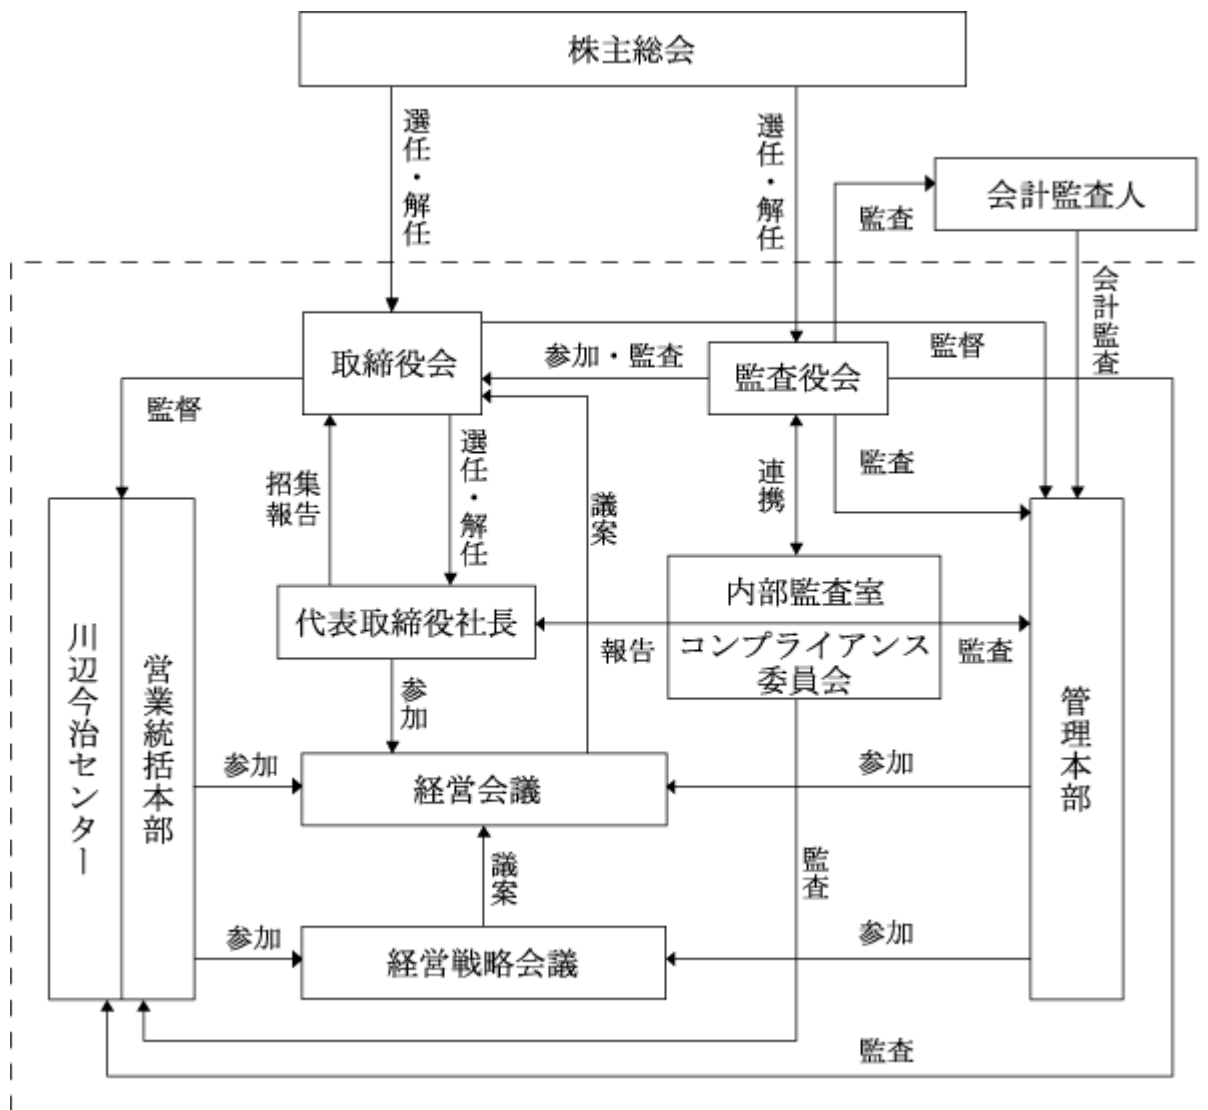 株主総会
選任・解任
選任・解任
会計監査人
監査
会計監査
取締役会
参加・監査
監査役会
監督
監督
招集
報告
選任・解任
議案
連携
監査
内部監査室
代表取締役社長
報告
コンプライアンス
委員会
監査
川辺今治センター
営業統括本部
管理本部
参加
参加
経営会議
参加
議案
監査
参加
経営戦略会議
参加
監査